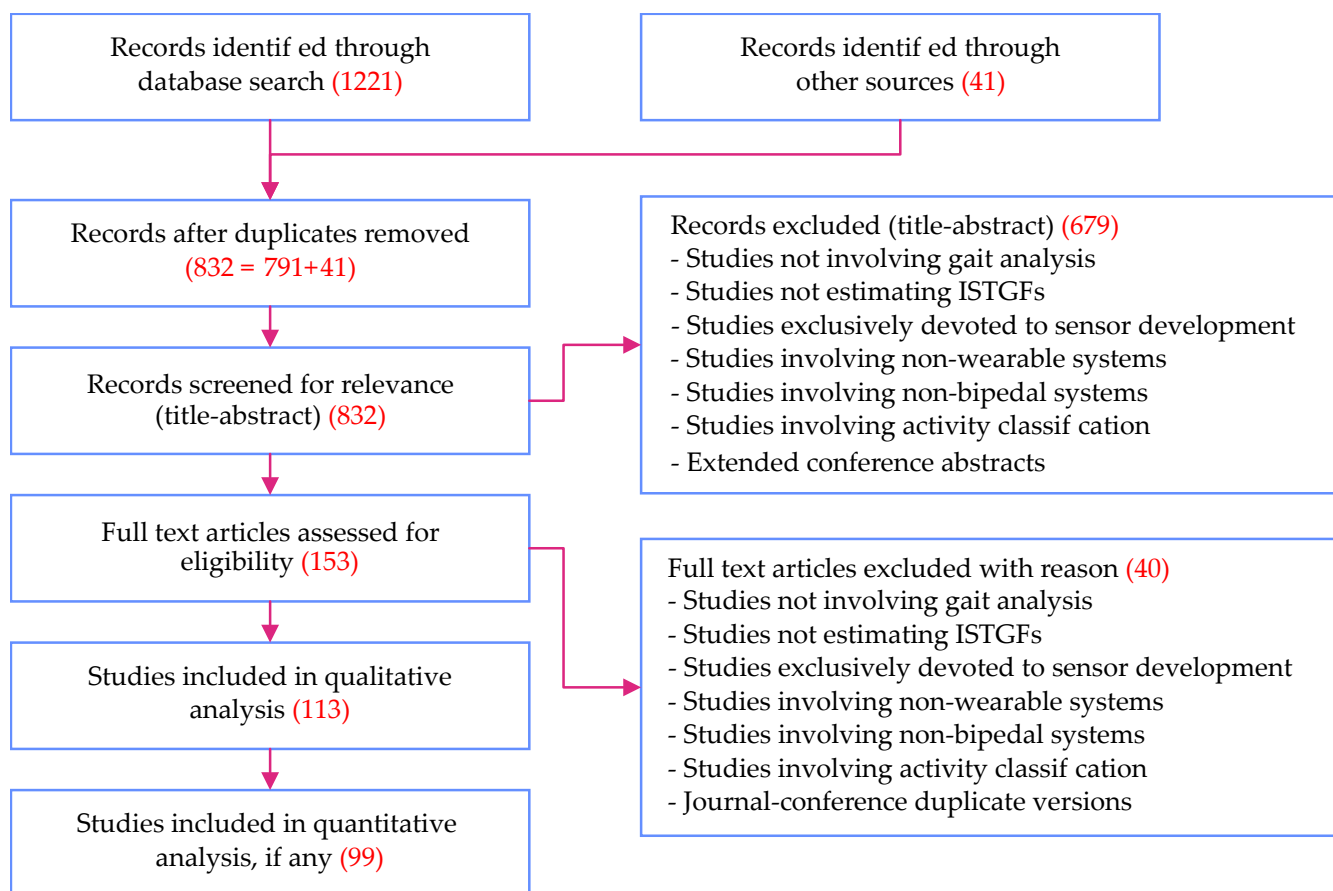 Records identif ed through
database search (1221)
Records identif ed through
other sources (41)
Records after duplicates removed
(832 = 791+41)
Records excluded (title-abstract) (679)
- Studies not involving gait analysis
- Studies not estimating ISTGFs
- Studies exclusively devoted to sensor development
- Studies involving non-wearable systems
- Studies involving non-bipedal systems
- Studies involving activity classif cation
- Extended conference abstracts
Records screened for relevance
(title-abstract) (832)
Full text articles assessed for
eligibility (153)
Full text articles excluded with reason (40)
- Studies not involving gait analysis
- Studies not estimating ISTGFs
- Studies exclusively devoted to sensor development
- Studies involving non-wearable systems
- Studies involving non-bipedal systems
- Studies involving activity classif cation
- Journal-conference duplicate versions
Studies included in qualitative
analysis (113)
Studies included in quantitative
analysis, if any (99)